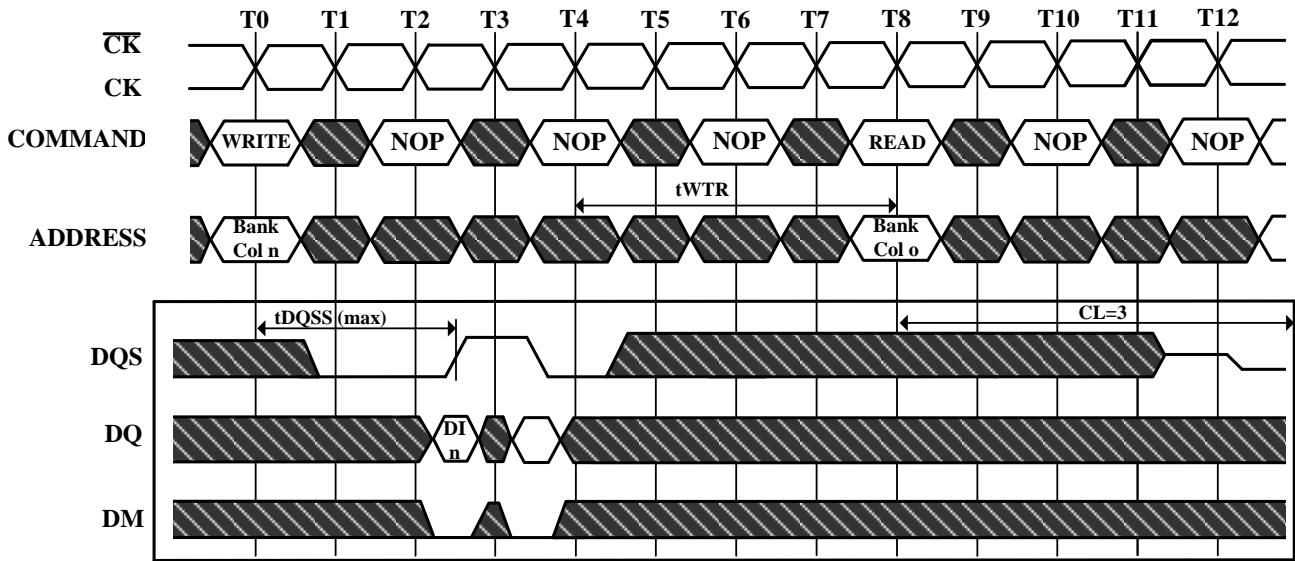 T0 T1 T2 T3 T4 T5 T6 T7 T8 T9 T10 T11 T12
CK
CK
COMMAND WRITE NOP NOP NOP READ NOP NOP
tWTR
ADDRESS Bank Col n Bank Col o
tDQSS (max) CL=3
DQS
DQ DI n
DM